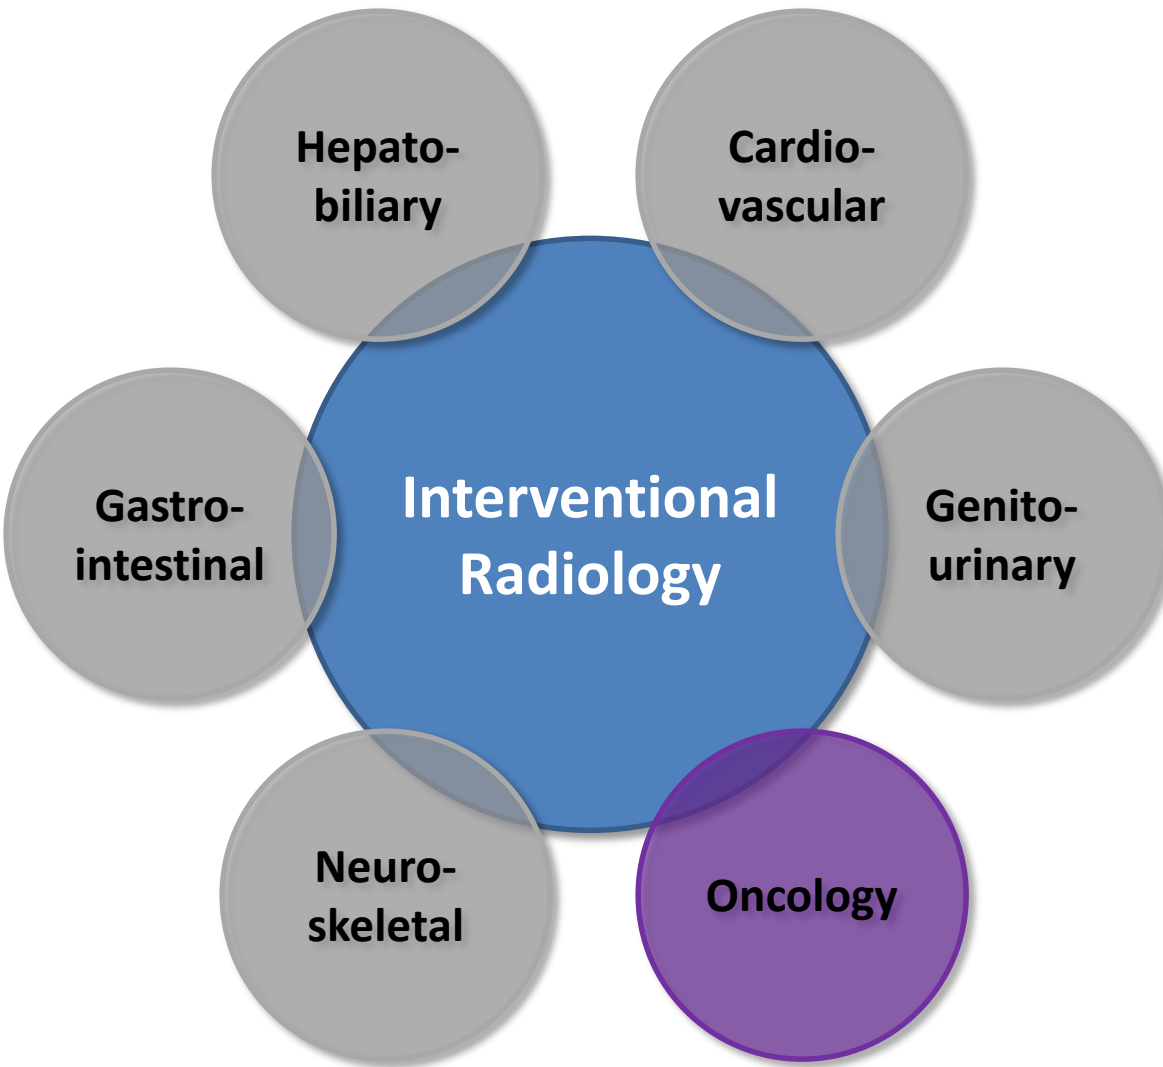 Hepato-
biliary
Cardio-
vascular
Gastro-
intestinal
Interventional
Radiology
Genito-
urinary
Neuro-
skeletal
Oncology